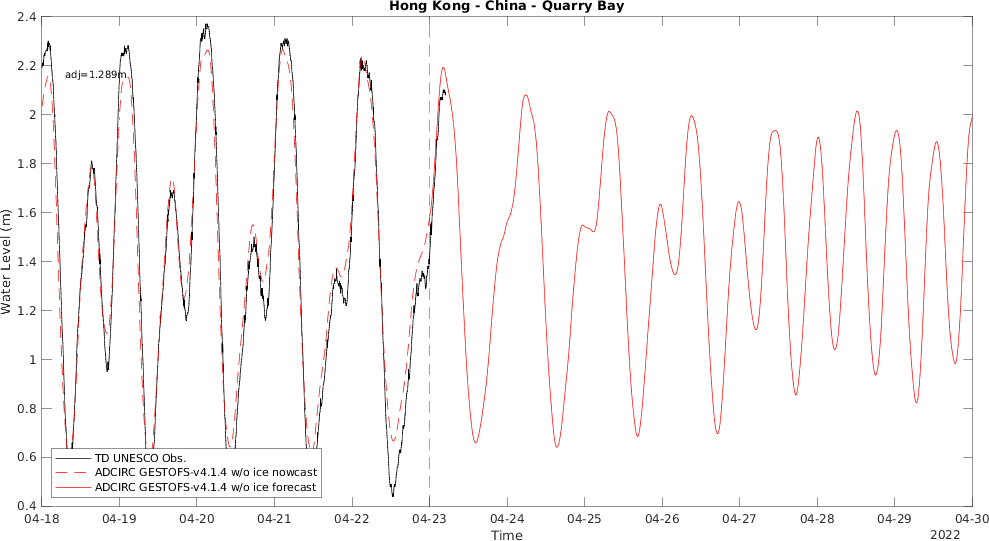 Hong Kong - China - Quarry Bay
2.4
2.2
2
1.8
1.6
1.4
1.2
1
0.8
0.6
0.4
Water Level (m)
adj=1.289m
TD UNESCO Obs.
ADCIRC GESTOFS-v4.1.4 w/o ice nowcast
ADCIRC GESTOFS-v4.1.4 w/o ice forecast
04-18 04-19 04-20 04-21 04-22 04-23 04-24 04-25 04-26 04-27 04-28 04-29 04-30
Time
2022